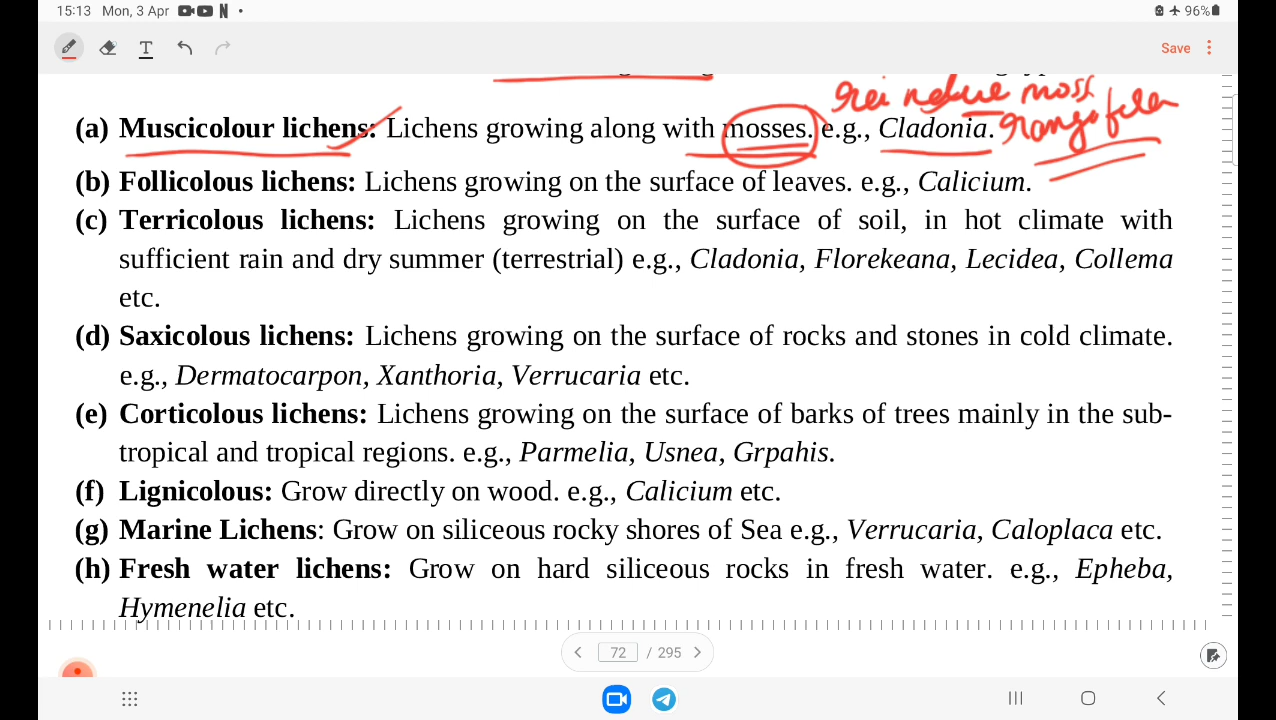 15:13 Mon, 3 Apr
96%
Save
moss
(a) Muscicolour lichens: Lichens growing along with mosses. e.g., Cladonia.
(b) Follicolous lichens: Lichens growing on the surface of leaves. e.g., Calicium.
(c) Terricolous lichens: Lichens growing on the surface of soil, in hot climate with
sufficient rain and dry summer (terrestrial) e.g., Cladonia, Florekeana, Lecidea, Collema
etc.
(d) Saxicolous lichens: Lichens growing on the surface of rocks and stones in cold climate.
e.g., Dermatocarpon, Xanthoria, Verrucaria etc.
(e) Corticolous lichens: Lichens growing on the surface of barks of trees mainly in the sub-
tropical and tropical regions. e.g., Parmelia, Usnea, Grpahis.
(f) Lignicolous: Grow directly on wood. e.g., Calicium etc.
(g) Marine Lichens: Grow on siliceous rocky shores of Sea e.g., Verrucaria, Caloplaca etc.
(h) Fresh water lichens: Grow on hard siliceous rocks in fresh water. e.g., Epheba,
Hymenelia etc.
72 / 295